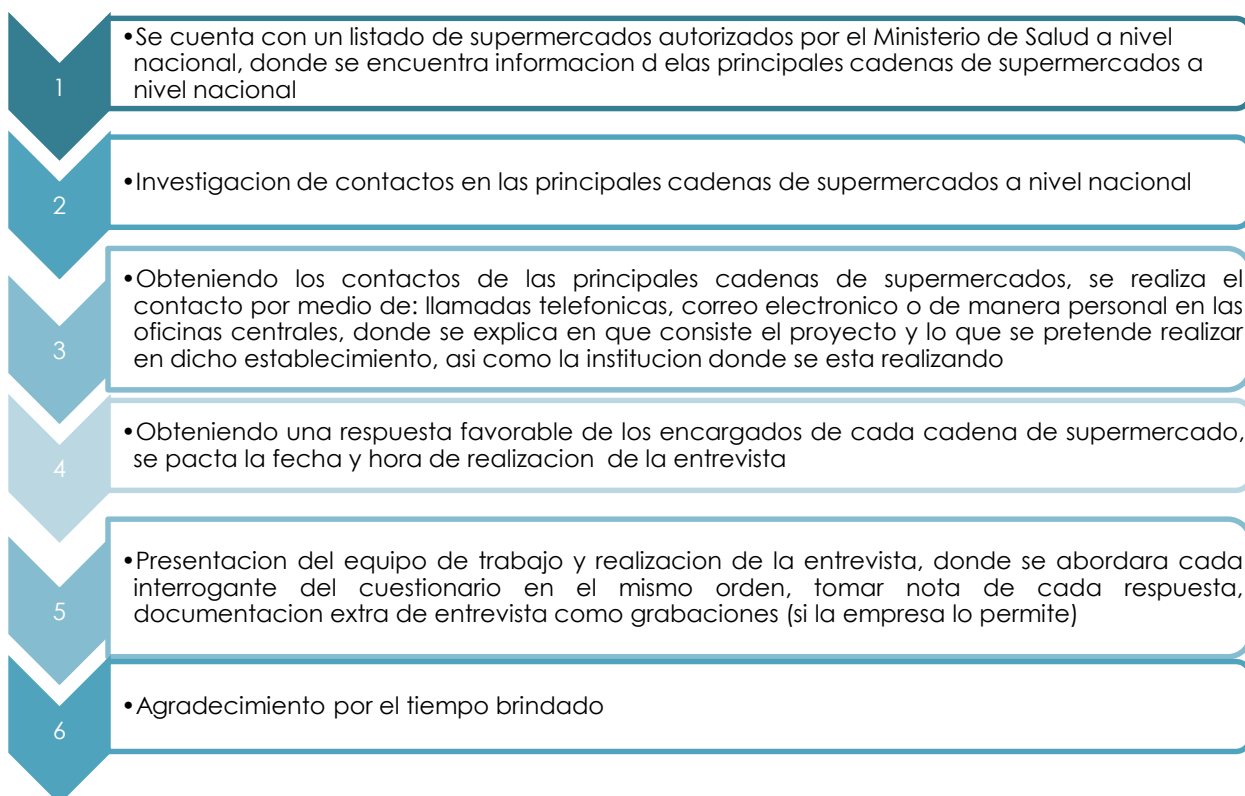 1
•Se cuenta con un listado de supermercados autorizados por el Ministerio de Salud a nivel
nacional, donde se encuentra informacion d elas principales cadenas de supermercados a
nivel nacional
2
•Investigacion de contactos en las principales cadenas de supermercados a nivel nacional
3
•Obteniendo los contactos de las principales cadenas de supermercados, se realiza el
contacto por medio de: llamadas telefonicas, correo electronico o de manera personal en las
oficinas centrales, donde se explica en que consiste el proyecto y lo que se pretende realizar
en dicho establecimiento, asi como la institucion donde se esta realizando
4
•Obteniendo una respuesta favorable de los encargados de cada cadena de supermercado,
se pacta la fecha y hora de realizacion de la entrevista
5
•Presentacion del equipo de trabajo y realizacion de la entrevista, donde se abordara cada
interrogante del cuestionario en el mismo orden, tomar nota de cada respuesta,
documentacion extra de entrevista como grabaciones (si la empresa lo permite)
6
•Agradecimiento por el tiempo brindado